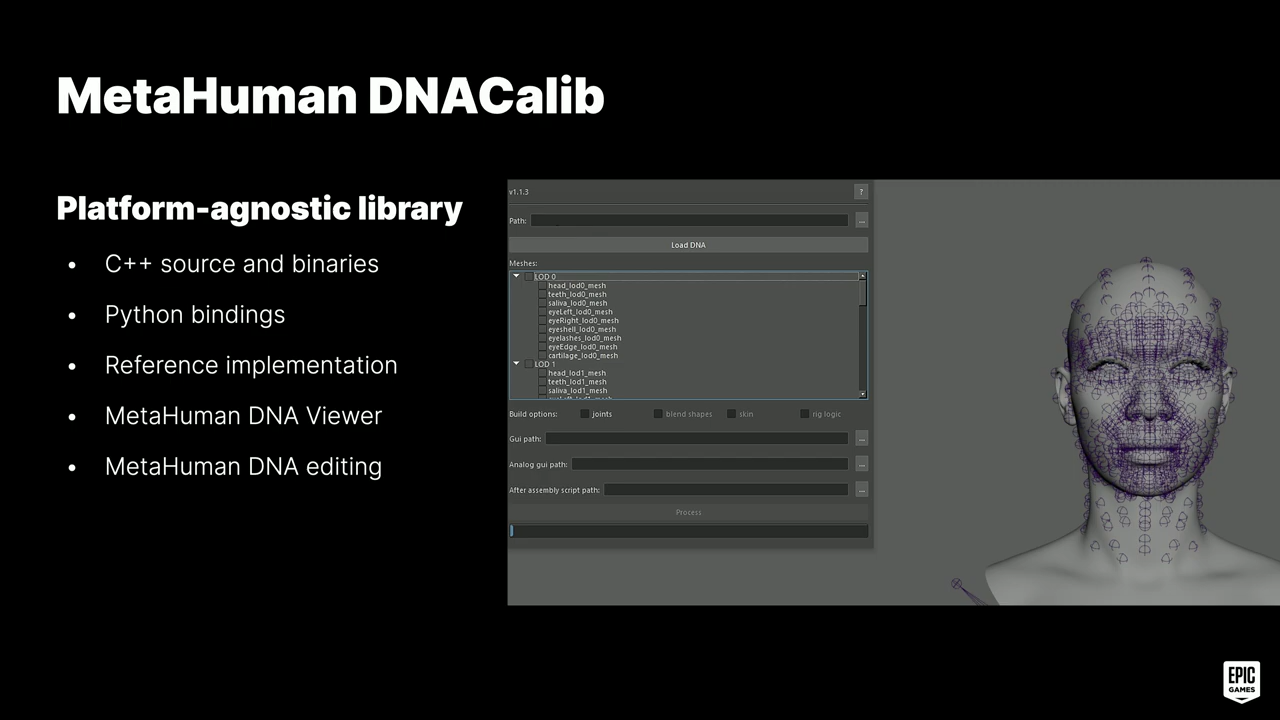 MetaHuman DNACalib
Platform-agnostic library
• C++ source and binaries
• Python bindings
• Reference implementation
• MetaHuman DNA Viewer
• MetaHuman DNA editing
v1.1.3
?
Path:
...
Load DNA
Meshes:
LOD 0
head_lod0_mesh
teeth_lod0_mesh
saliva_lod0_mesh
eyeLeft_lod0_mesh
eyeRight_lod0_mesh
eyeshell_lod0_mesh
eyelashes_lod0_mesh
eyeEdge_lod0_mesh
cartilage_lod0_mesh
LOD 1
head_lod1_mesh
teeth_lod1_mesh
saliva_lod1_mesh
Build options: joints blend shapes skin rig logic
Gui path:
...
Analog gui path:
...
After assembly script path:
...
Process
EPIC
GAMES